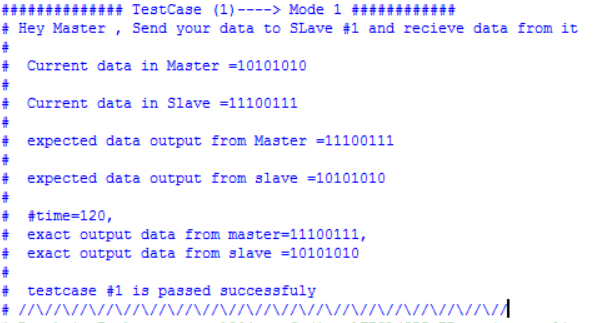 ############## TestCase (1)----> Mode 1 ############
# Hey Master , Send your data to SLave #1 and recieve data from it
#
#  Current data in Master =10101010
#
#  Current data in Slave =11100111
#
#  expected data output from Master =11100111
#
#  expected data output from slave =10101010
#
#  #time=120,
#  exact output data from master=11100111,
#  exact output data from slave =10101010
#
#  testcase #1 is passed successfuly
# //\//\//\//\//\//\//\//\//\//\//\//\//\//\//\//\//\//